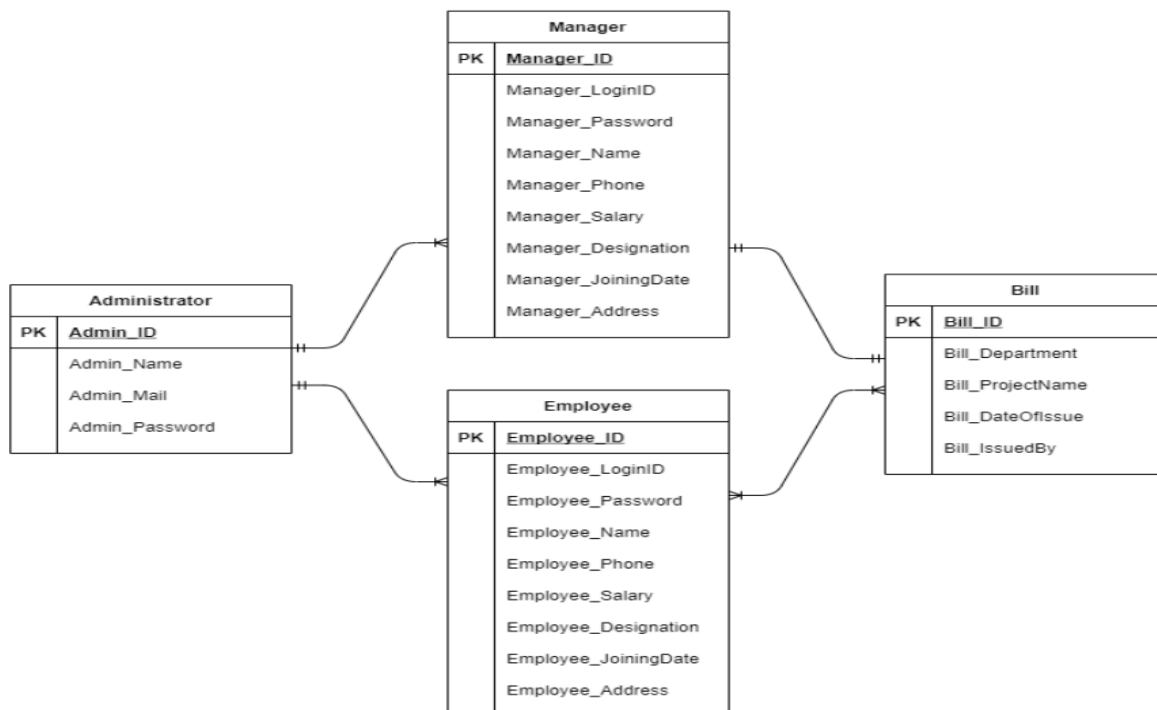 Manager
PK Manager_ID
Manager_LoginID
Manager_Password
Manager_Name
Manager_Phone
Manager_Salary
Manager_Designation
Manager_JoiningDate
Manager_Address
Administrator
PK Admin_ID
Admin_Name
Admin_Mail
Admin_Password
Employee
PK Employee_ID
Employee_LoginID
Employee_Password
Employee_Name
Employee_Phone
Employee_Salary
Employee_Designation
Employee_JoiningDate
Employee_Address
Bill
PK Bill_ID
Bill_Department
Bill_ProjectName
Bill_DateOfIssue
Bill_IssuedBy